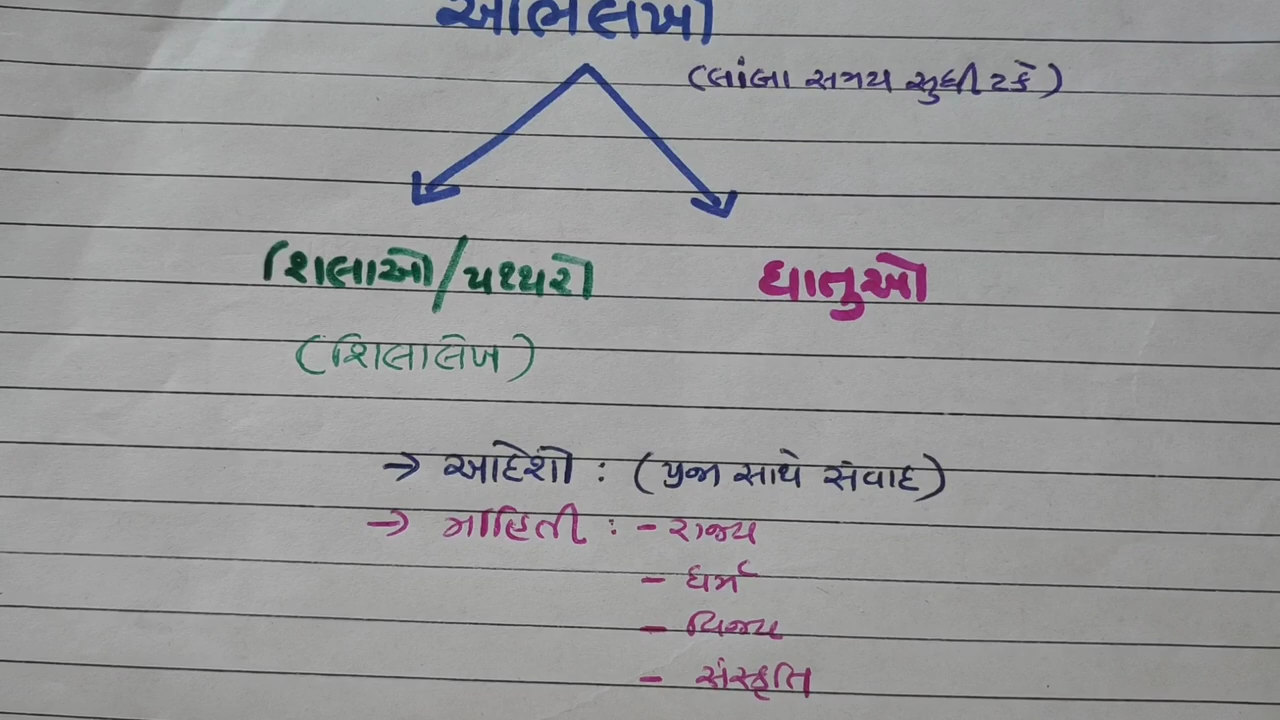 અભિલેખો
(લાંબા સમય સુધી ટકે)
શિલાઓ/પથ્થરો ધાતુઓ
(શિલાલેખ)
→ આદેશો : (પ્રજા સાથે સંવાદ)
→ માહિતી : - રાજ્ય
- ધર્મ
- વિજય
- સંસ્કૃતિ